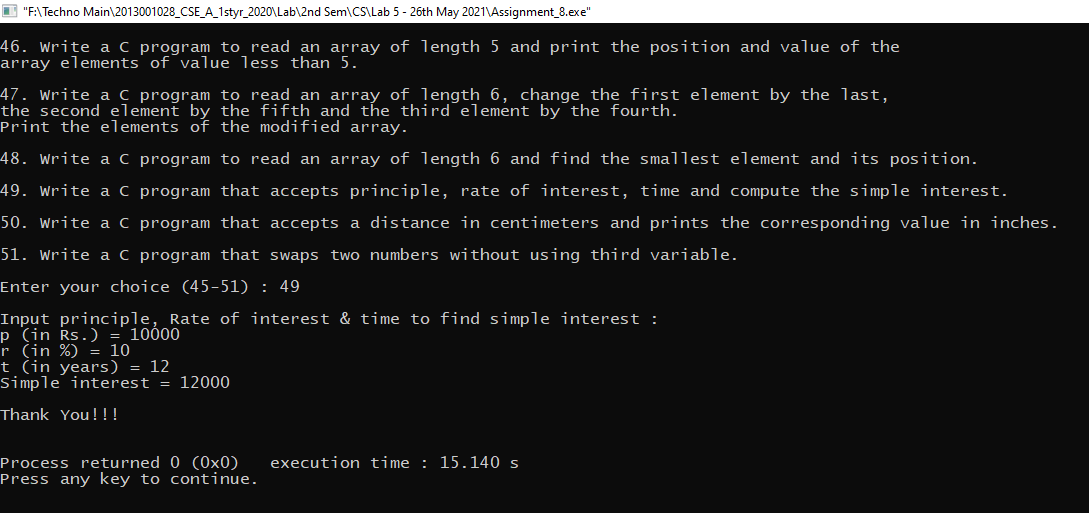 "F:\Techno Main\2013001028_CSE_A_1styr_2020\Lab\2nd Sem\CS\Lab 5 - 26th May 2021\Assignment_8.exe"
46. Write a C program to read an array of length 5 and print the position and value of the
array elements of value less than 5.
47. Write a C program to read an array of length 6, change the first element by the last,
the second element by the fifth and the third element by the fourth.
Print the elements of the modified array.
48. Write a C program to read an array of length 6 and find the smallest element and its position.
49. Write a C program that accepts principle, rate of interest, time and compute the simple interest.
50. Write a C program that accepts a distance in centimeters and prints the corresponding value in inches.
51. Write a C program that swaps two numbers without using third variable.
Enter your choice (45-51) : 49
Input principle, Rate of interest & time to find simple interest :
p (in Rs.) = 10000
r (in %) = 10
t (in years) = 12
Simple interest = 12000
Thank You!!!
Process returned 0 (0x0)   execution time : 15.140 s
Press any key to continue.